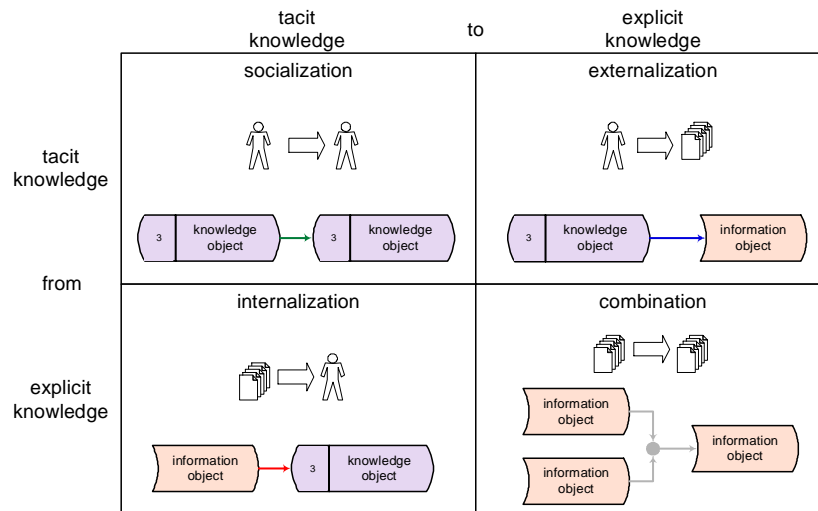 tacit
knowledge
to
explicit
knowledge
socialization
externalization
tacit
knowledge
3
knowledge
object
3
knowledge
object
3
knowledge
object
information
object
from
internalization
combination
explicit
knowledge
information
object
information
object
information
object
3
knowledge
object
information
object